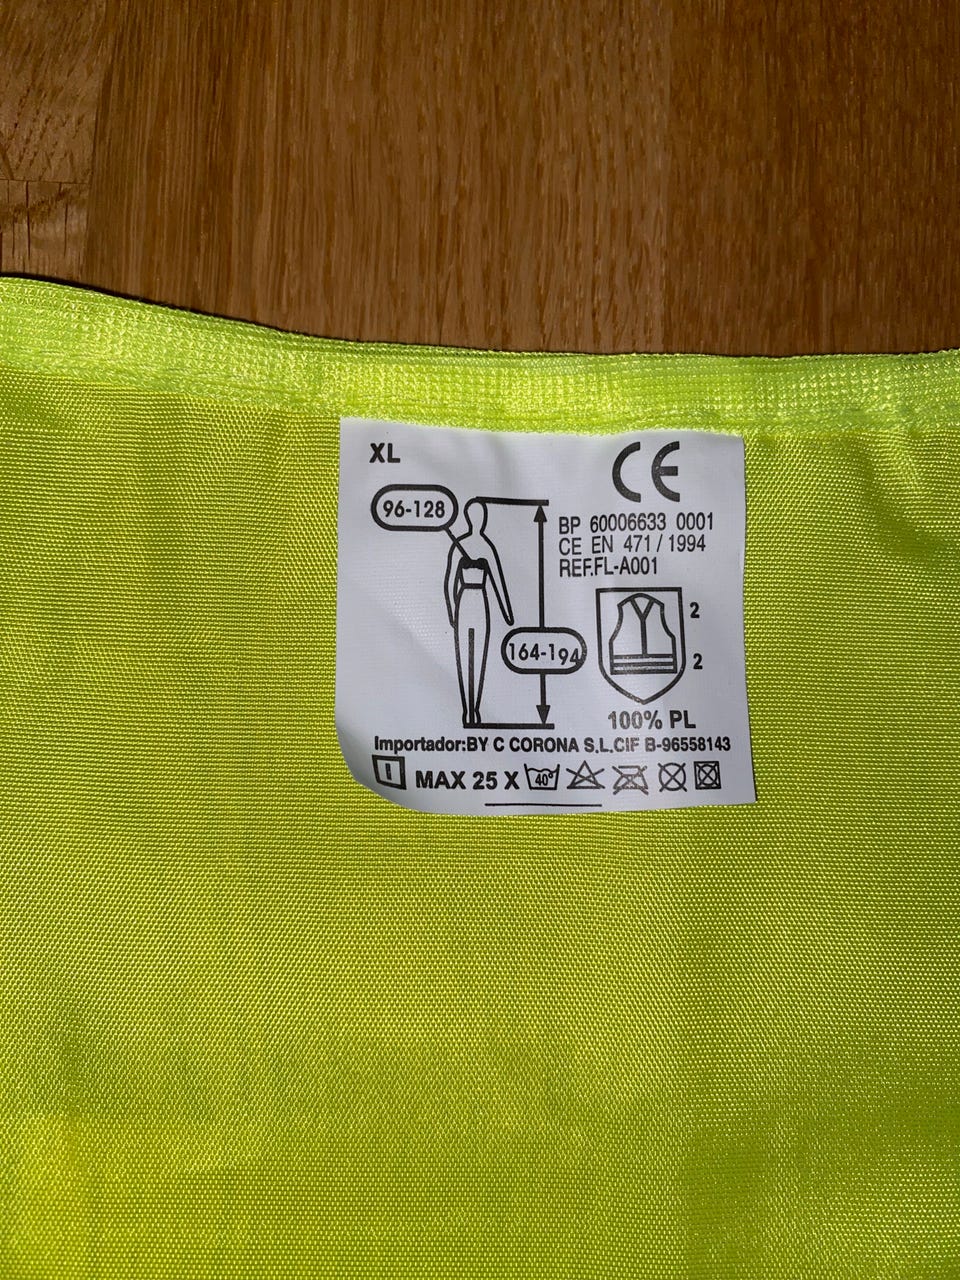 XL
CE
96-128
BP 60006633 0001
CE EN 471/1994
REF.FL-A001
2
164-194
2
100% PL
Importador:BY C CORONA S.L.CIF B-96558143
MAX 25 X 40°